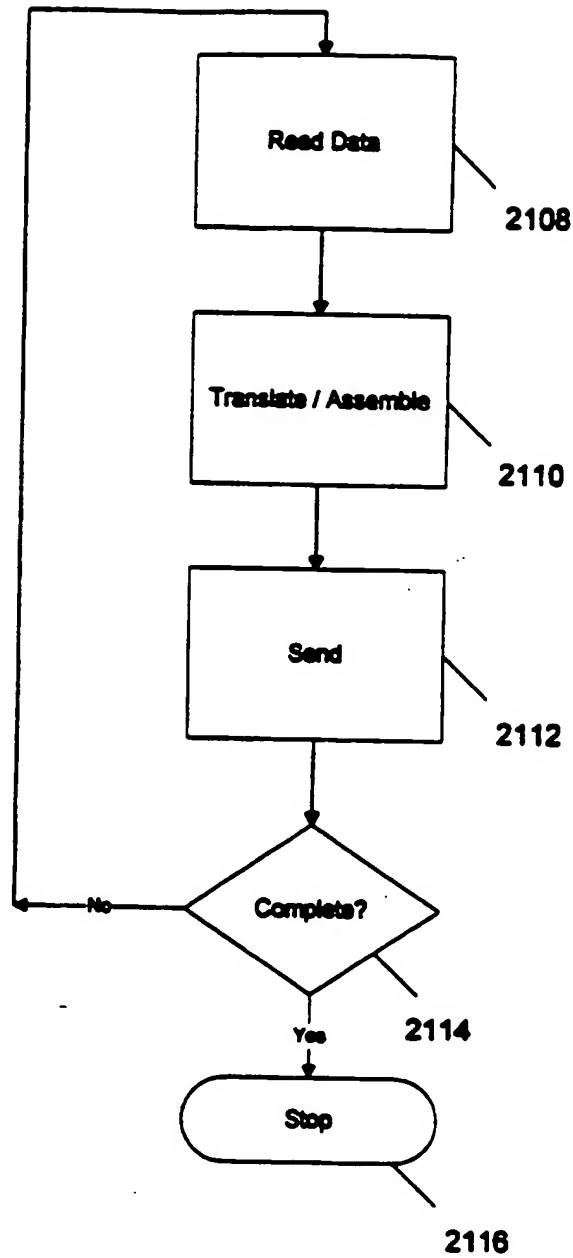 Read Data
2108
Translate / Assemble
2110
Send
2112
Complete?
No
2114
Yes
Stop
2116